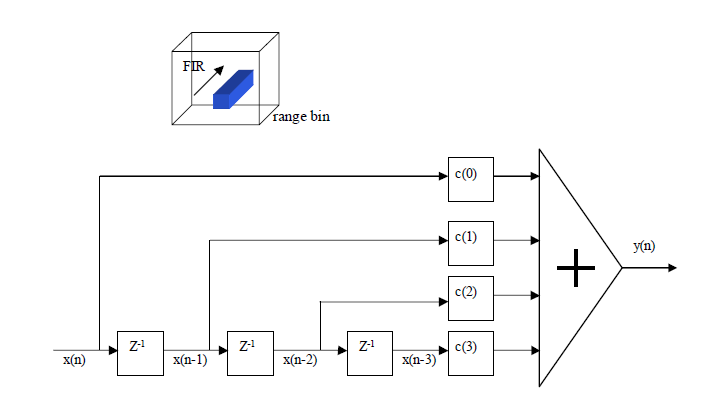 FIR
range bin
c(0)
c(1)
y(n)
c(2)
Z-1
Z-1
Z-1
c(3)
x(n)
x(n-1)
x(n-2)
x(n-3)
+